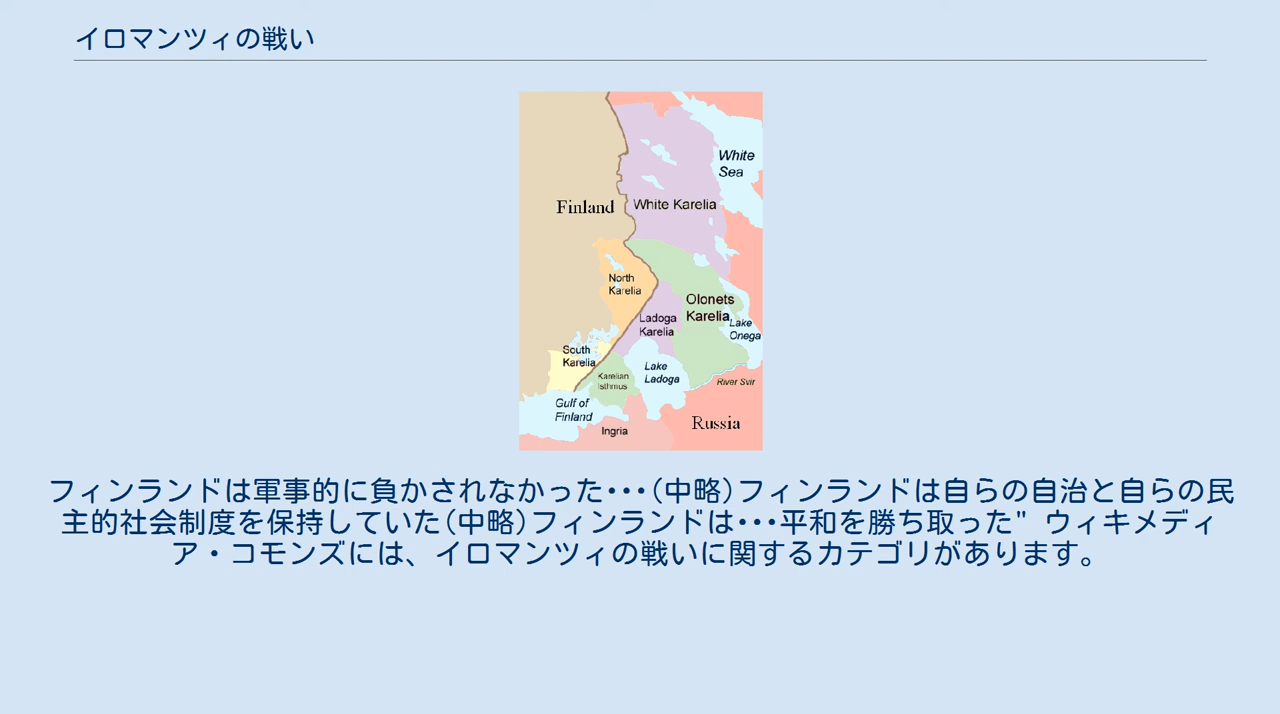 イロマンツィの戦い
White
Sea
Finland
White Karelia
North
Karelia
Olonets
Karelia
Ladoga
Karelia
Lake
Onega
South
Karelia
Lake
Ladoga
Karelian
Isthmus
River Svir
Gulf of
Finland
Russia
Ingria
フィンランドは軍事的に負かされなかった･･･(中略)フィンランドは自らの自治と自らの民
主的社会制度を保持していた(中略)フィンランドは･･･平和を勝ち取った" ウィキメディ
ア・コモンズには、イロマンツィの戦いに関するカテゴリがあります。